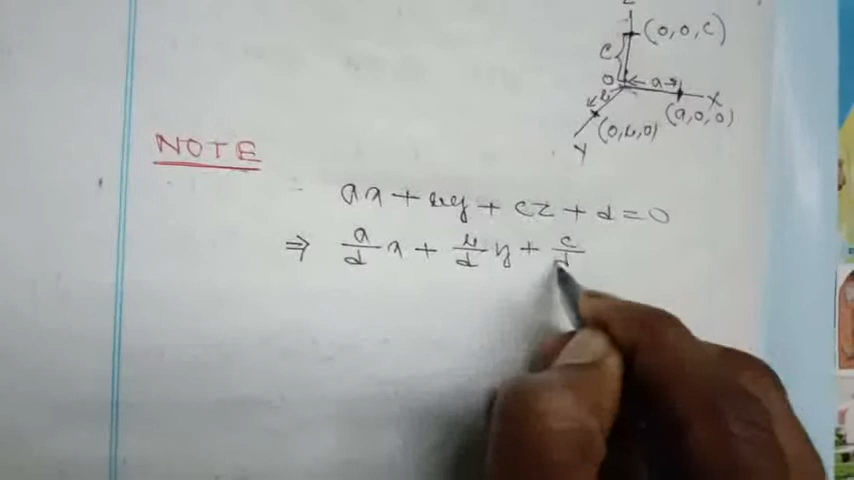 Z
(0,0,c)
c
O a X
b (a,0,0)
(0,b,0)
Y
NOTE
ax + by + cz + d = 0
⇒ a/d x + b/d y + c/d